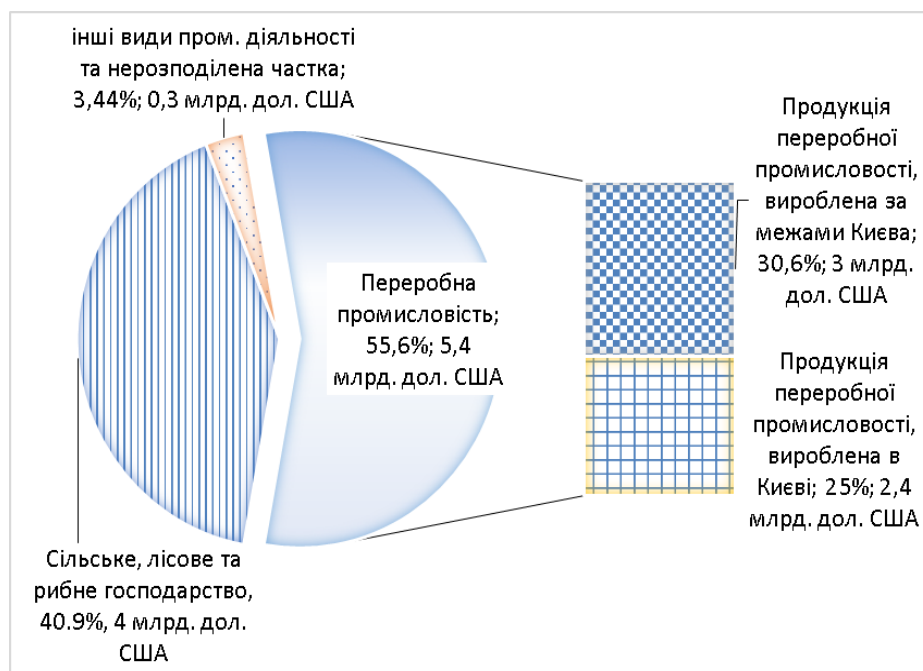 інші види пром. діяльності
та нерозподілена частка;
3,44%; 0,3 млрд. дол. США
Продукція
переробної
промисловості,
вироблена за
межами Києва;
30,6%; 3 млрд.
дол. США
Переробна
промисловість;
55,6%; 5,4
млрд. дол. США
Продукція
переробної
промисловості,
вироблена в
Києві; 25%; 2,4
млрд. дол. США
Сільське, лісове та
рибне господарство,
40.9%, 4 млрд. дол.
США